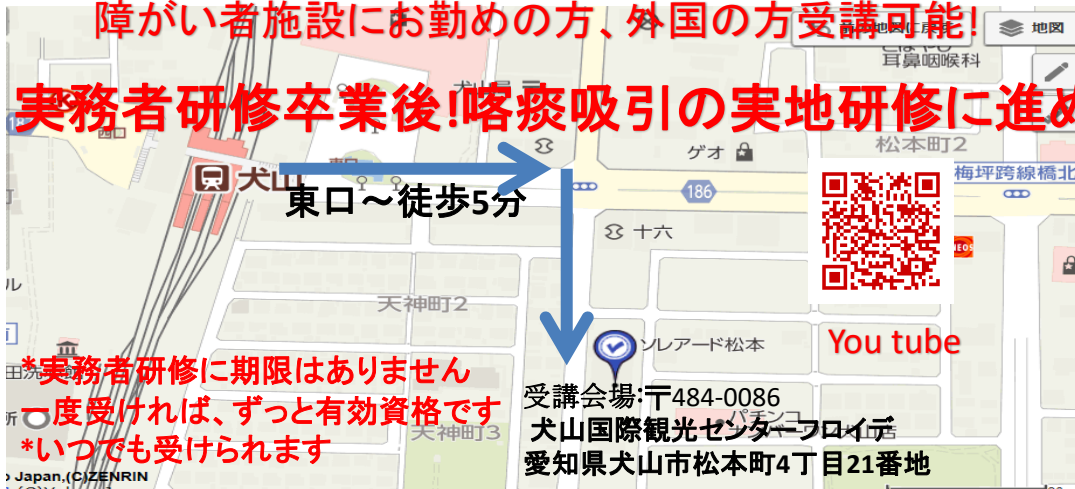 障がい者施設にお勤めの方、外国の方受講可能!
地図
耳鼻咽喉科
犬山
実務者研修卒業後!喀痰吸引の実地研修に進め
松本町2
ゲオ
梅坪跨線橋北
犬山
東口
186
東口~徒歩5分
十六
ENEOS
天神町2
ソレアード松本
You tube
*実務者研修に期限はありません
一度受ければ、ずっと有効資格です
*いつでも受けられます
天神町3
受講会場:〒484-0086
パチンコ
犬山国際観光センターフロイデ
愛知県犬山市松本町4丁目21番地
Japan,(C)ZENRIN